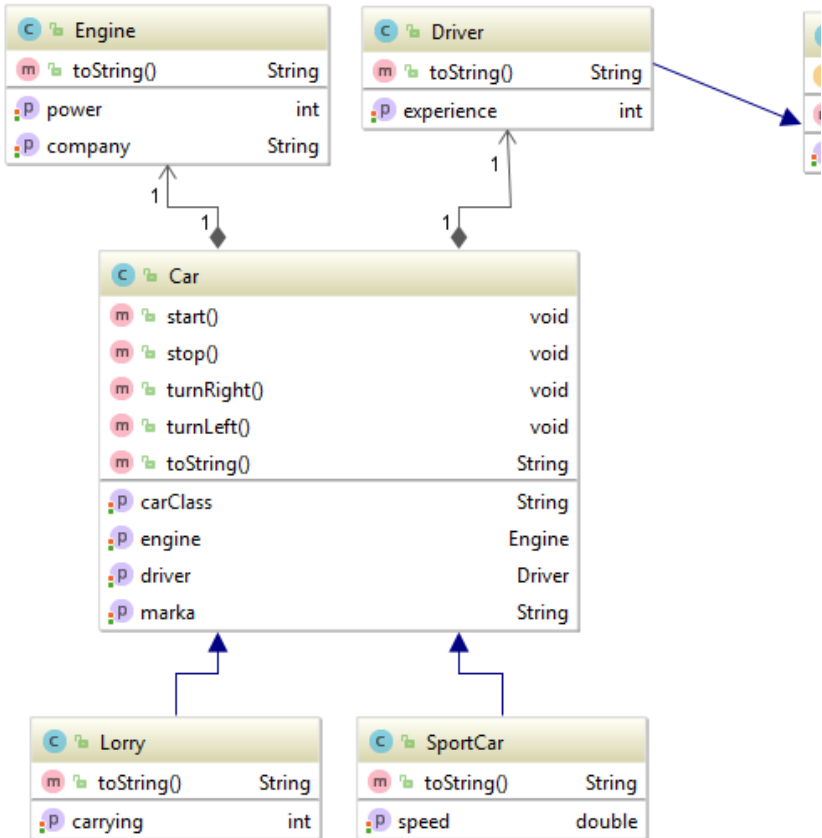 Engine
toString() String
power int
company String
Driver
toString() String
experience int
1
1
1
1
Car
start() void
stop() void
turnRight() void
turnLeft() void
toString() String
carClass String
engine Engine
driver Driver
marka String
Lorry
toString() String
carrying int
SportCar
toString() String
speed double